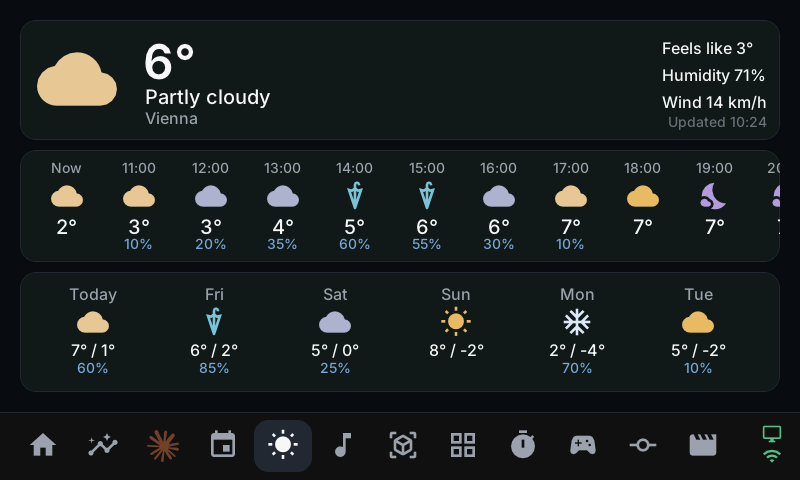 6°
Partly cloudy
Vienna
Feels like 3°
Humidity 71%
Wind 14 km/h
Updated 10:24
Now 11:00 12:00 13:00 14:00 15:00 16:00 17:00 18:00 19:00
2° 3° 3° 4° 5° 6° 6° 7° 7° 7°
10% 20% 35% 60% 55% 30% 10%
Today Fri Sat Sun Mon Tue
7° / 1° 6° / 2° 5° / 0° 8° / -2° 2° / -4° 5° / -2°
60% 85% 25% 70% 10%